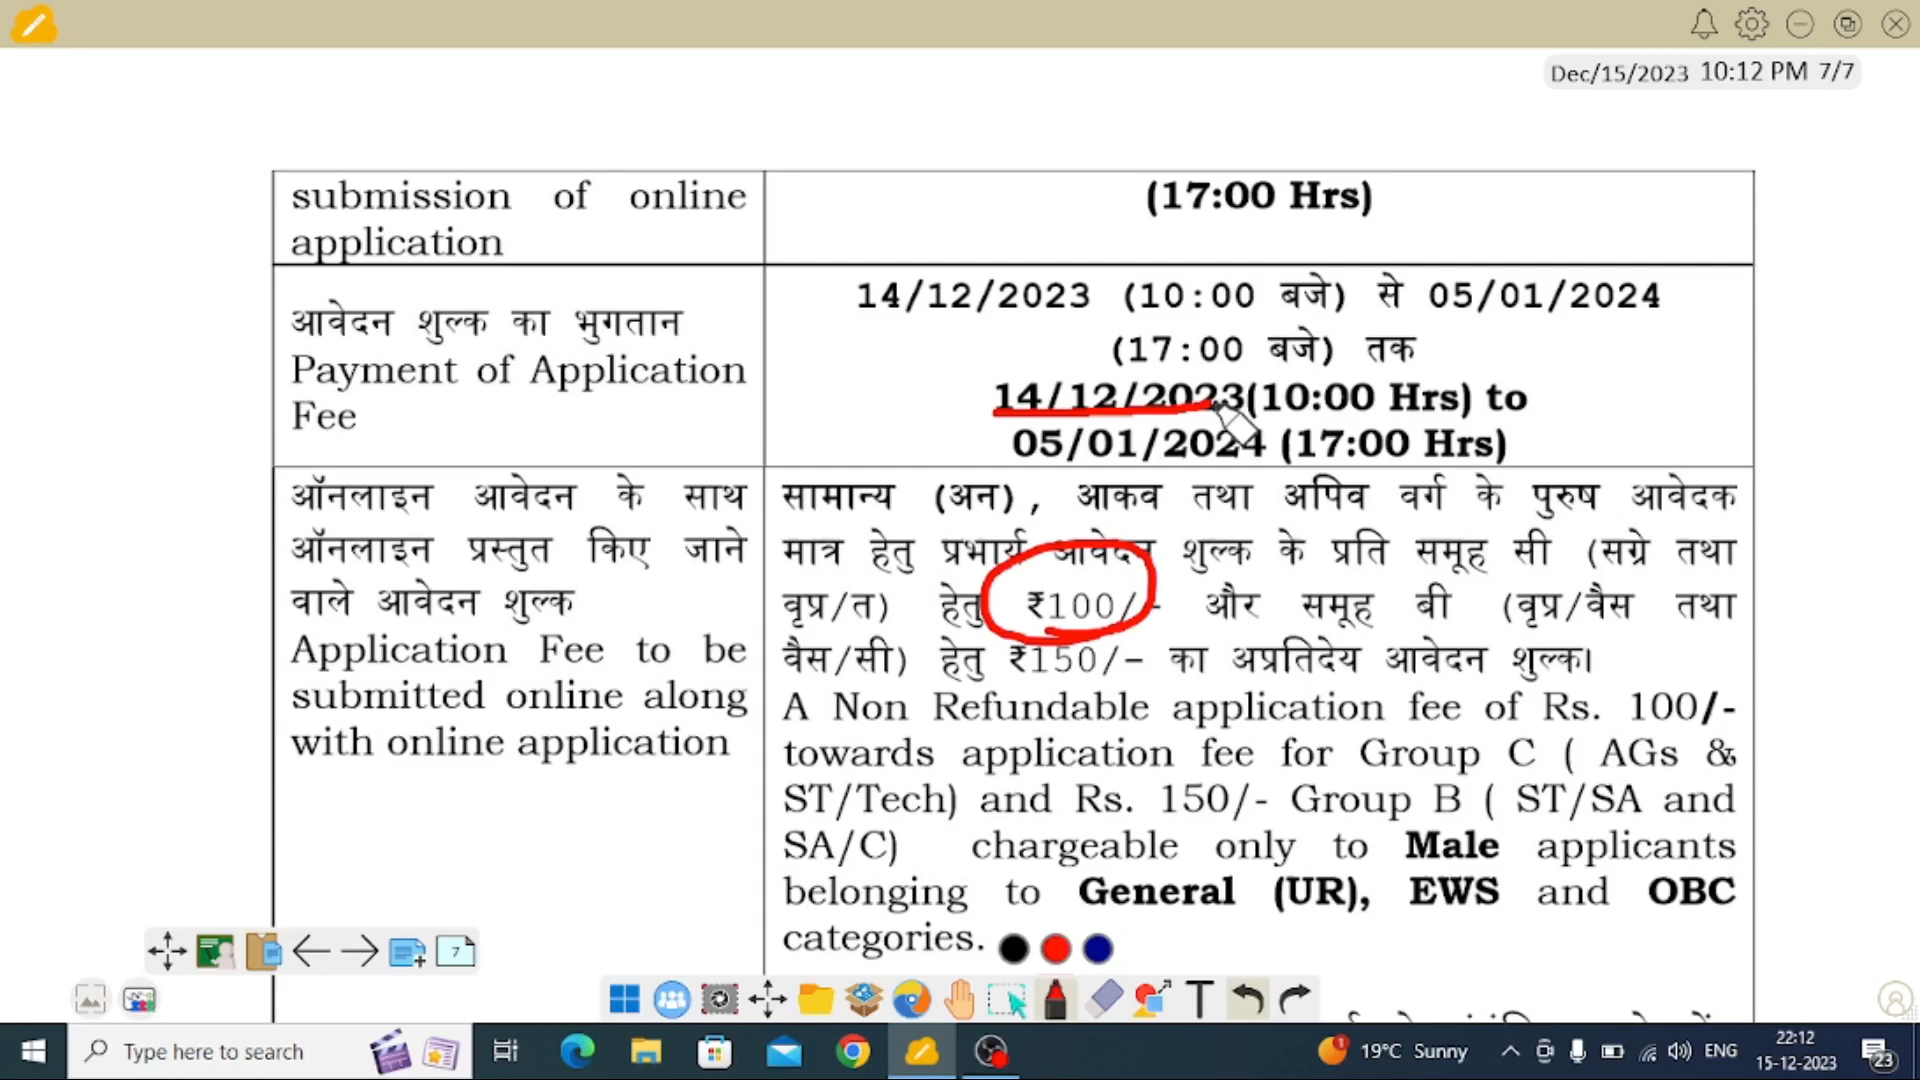 Dec/15/2023 10:12 PM 7/7
submission of online
application
(17:00 Hrs)
आवेदन शुल्क का भुगतान
Payment of Application
Fee
14/12/2023 (10:00 बजे) से 05/01/2024
(17:00 बजे) तक
14/12/2023(10:00 Hrs) to
05/01/2024 (17:00 Hrs)
ऑनलाइन आवेदन के साथ
ऑनलाइन प्रस्तुत किए जाने
वाले आवेदन शुल्क
Application Fee to be
submitted online along
with online application
सामान्य (अन), आकव तथा अपिव वर्ग के पुरुष आवेदक
मात्र हेतु प्रभार्य आवेदन शुल्क के प्रति समूह सी (सग्रे तथा
वृप्र/त) हेतु ₹100/- और समूह बी (वृप्र/वैस तथा
वैस/सी) हेतु ₹150/- का अप्रतिदेय आवेदन शुल्क।
A Non Refundable application fee of Rs. 100/-
towards application fee for Group C ( AGs &
ST/Tech) and Rs. 150/- Group B ( ST/SA and
SA/C) chargeable only to Male applicants
belonging to General (UR), EWS and OBC
categories.
7
T
Type here to search
1
19°C Sunny
ENG
22:12
15-12-2023
23